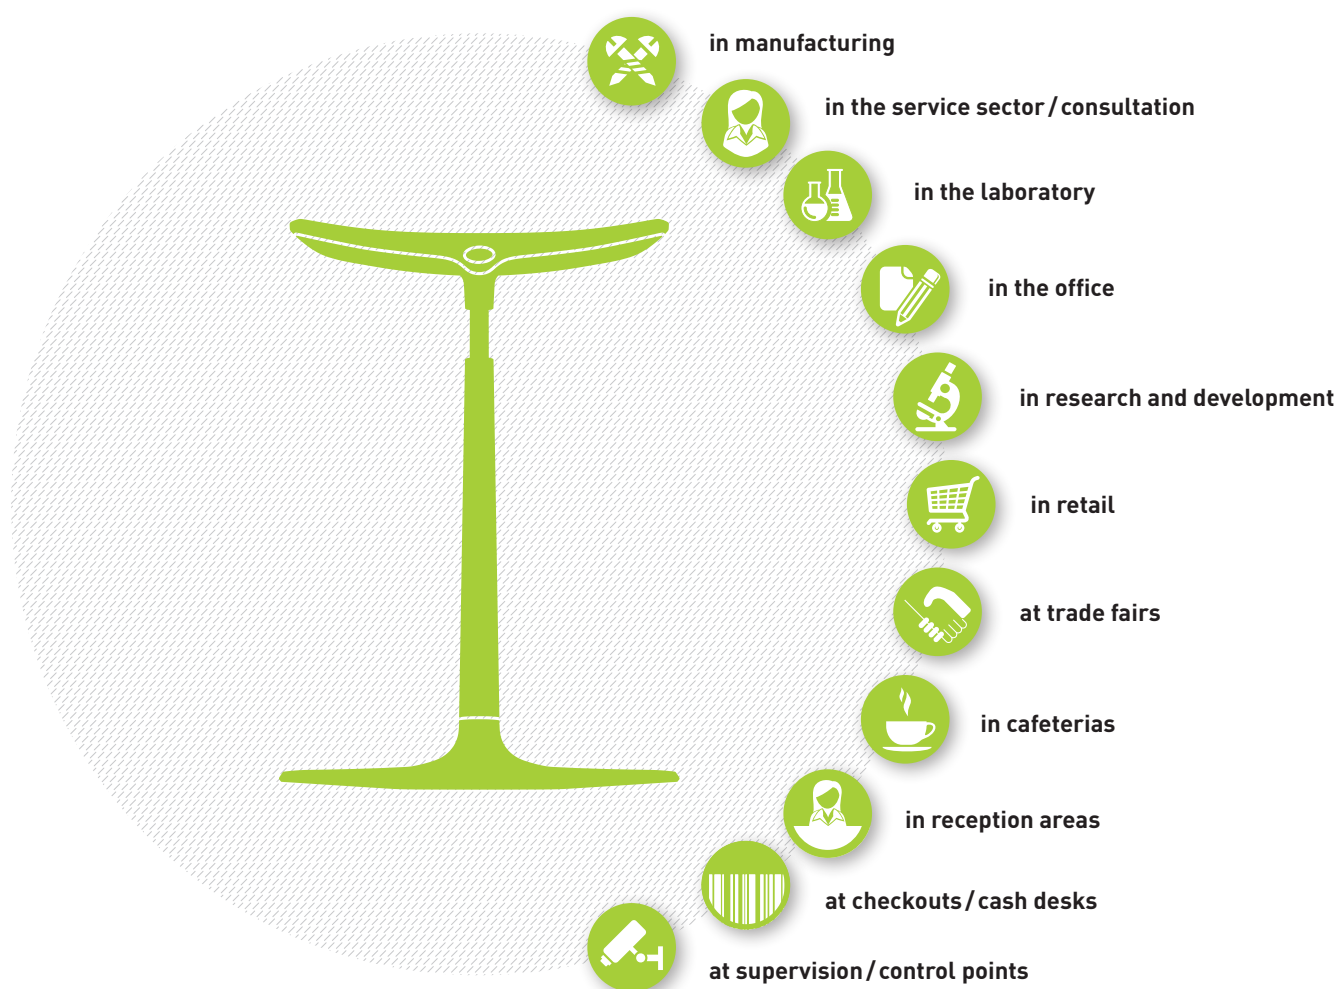 in manufacturing
in the service sector / consultation
in the laboratory
in the office
in research and development
in retail
at trade fairs
in cafeterias
in reception areas
at checkouts / cash desks
at supervision / control points